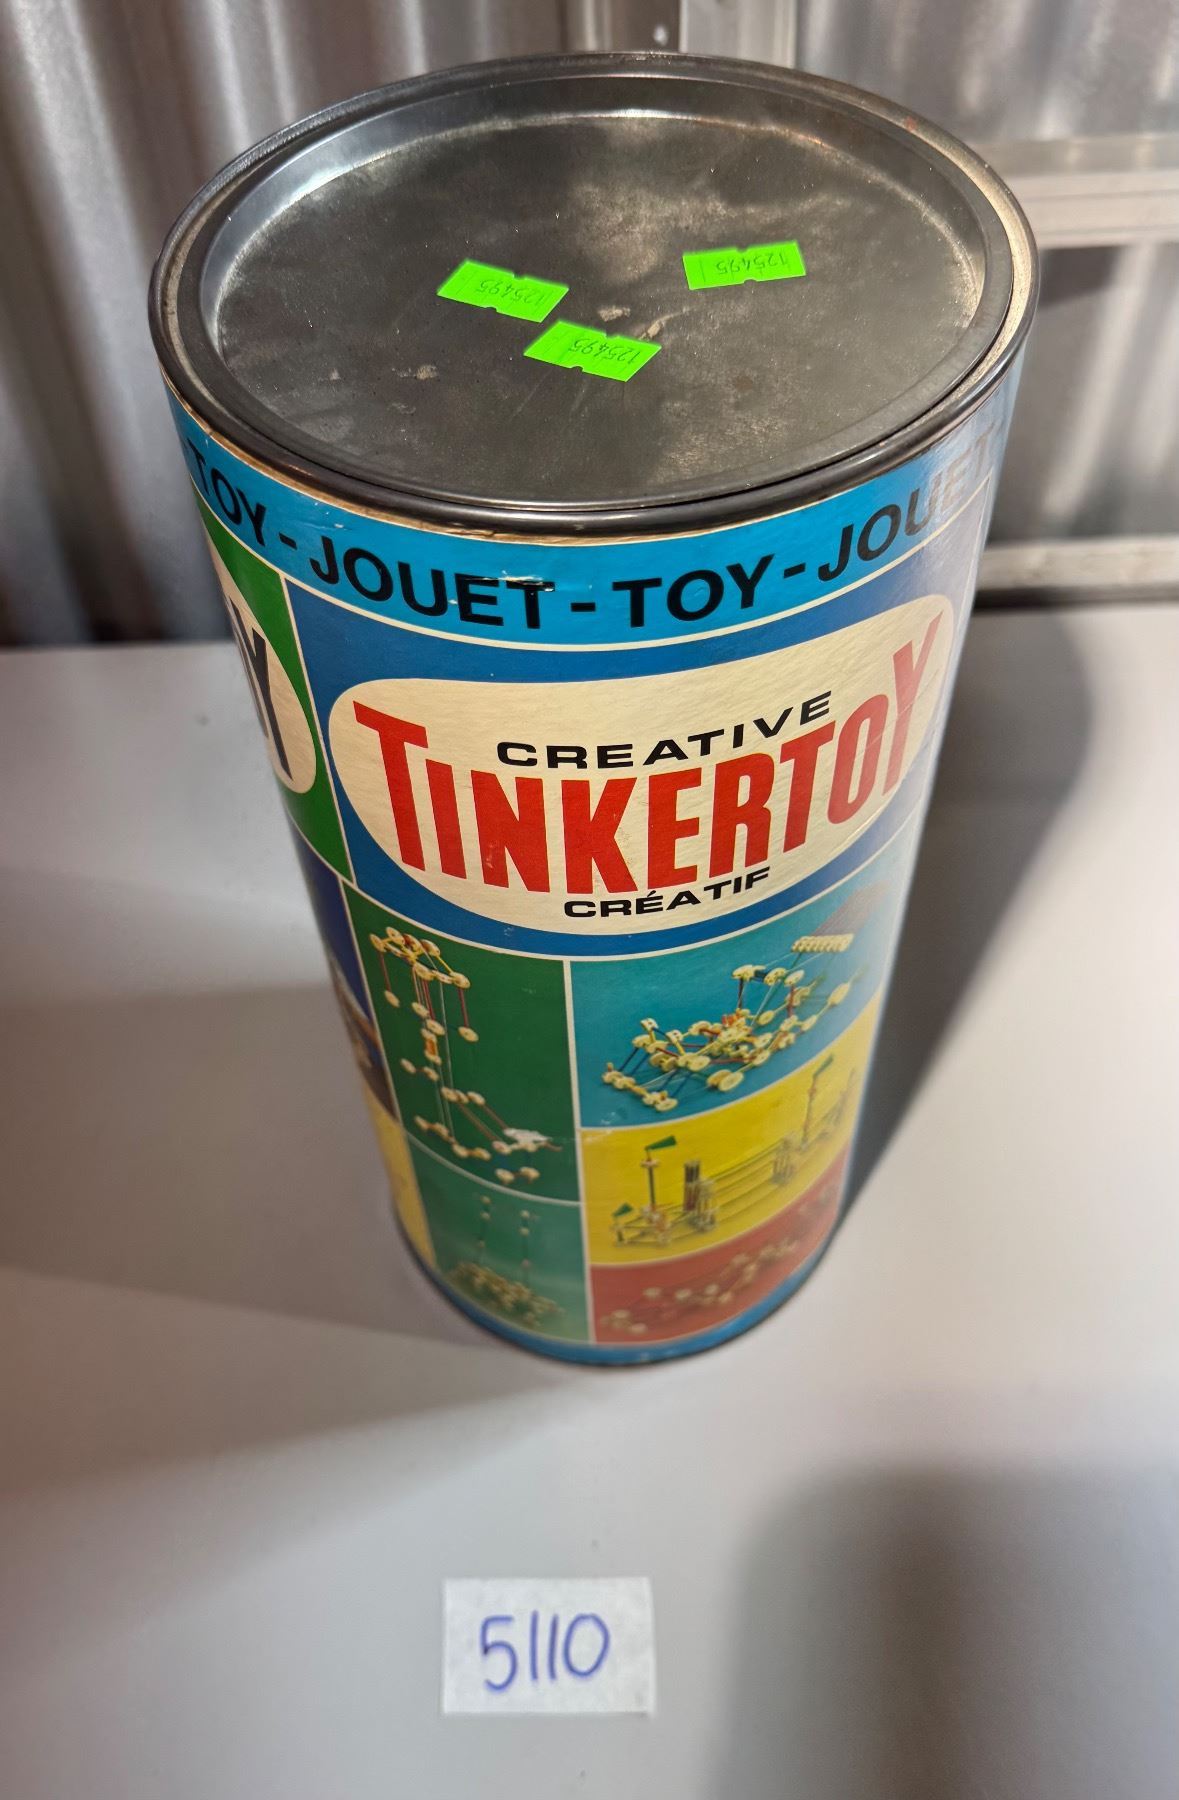 125495
125495
125495
TOY - JOUET - TOY - JOUET
Y
CREATIVE
TINKERTOY
CRÉATIF
5110